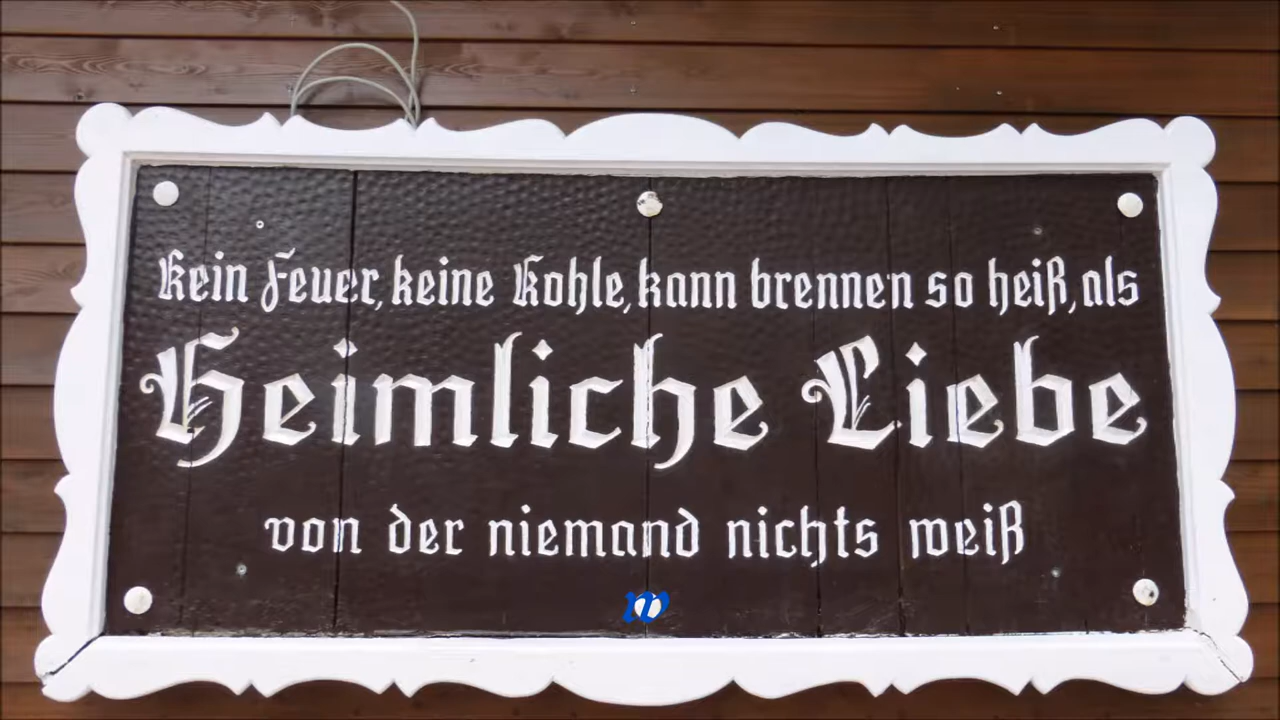 Kein Feuer, keine Kohle, kann brennen so heiß, als
Heimliche Liebe
von der niemand nichts weiß
w